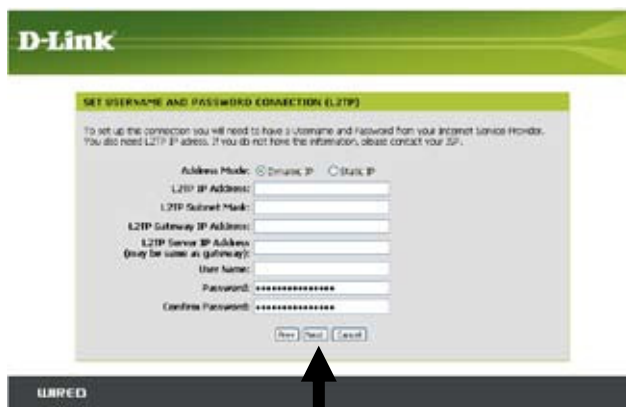 D-Link
SET USERNAME AND PASSWORD CONNECTION (L2TP)
To set up this connection you will need to have a Username and Password from your Internet Service Provider.
You also need L2TP IP adress. If you do not have this information, please contact your ISP.
Address Mode: Dynamic IP Static IP
L2TP IP Address:
L2TP Subnet Mask:
L2TP Gateway IP Address:
L2TP Server IP Address
(may be same as gateway):
User Name:
Password: •••••••••••••••
Confirm Password: •••••••••••••••
Prev Next Cancel
WIRED